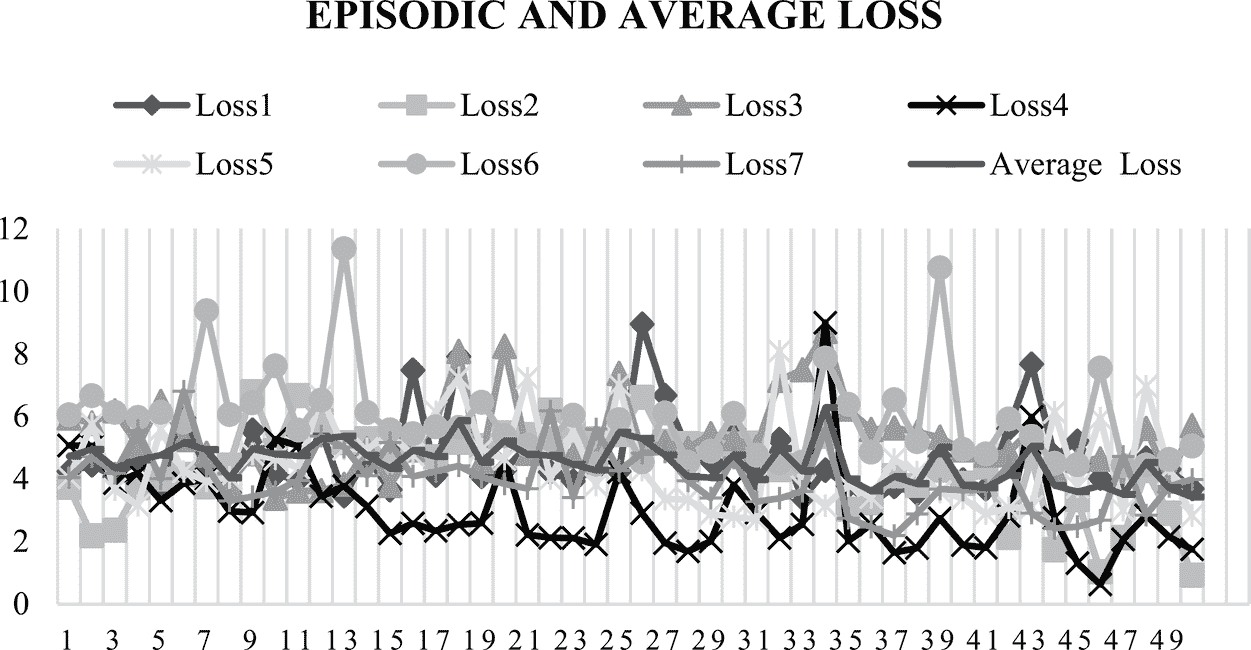 EPISODIC AND AVERAGE LOSS
Loss1 Loss2 Loss3 Loss4
Loss5 Loss6 Loss7 Average Loss
12
10
8
6
4
2
0
1 3 5 7 9 11 13 15 17 19 21 23 25 27 29 31 33 35 37 39 41 43 45 47 49